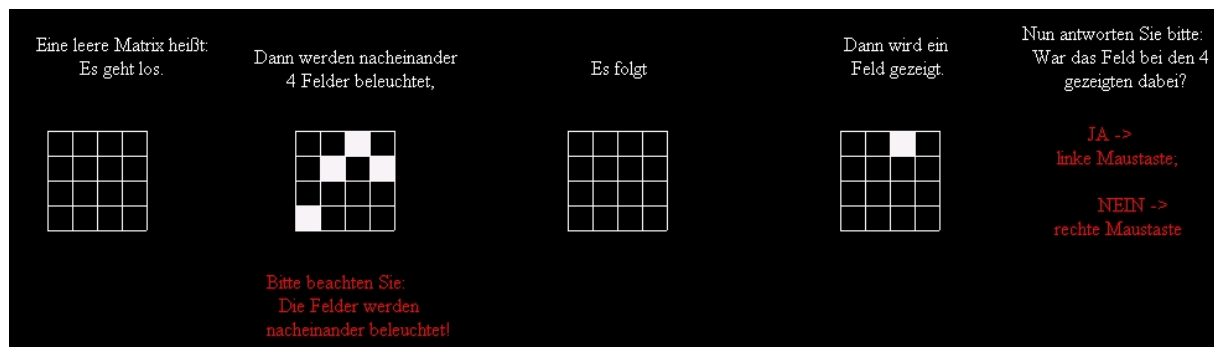 Eine leere Matrix heißt:
Es geht los.
Dann werden nacheinander
4 Felder beleuchtet,
Bitte beachten Sie:
Die Felder werden
nacheinander beleuchtet!
Es folgt
Dann wird ein
Feld gezeigt.
Nun antworten Sie bitte:
War das Feld bei den 4
gezeigten dabei?
JA ->
linke Maustaste;
NEIN ->
rechte Maustaste